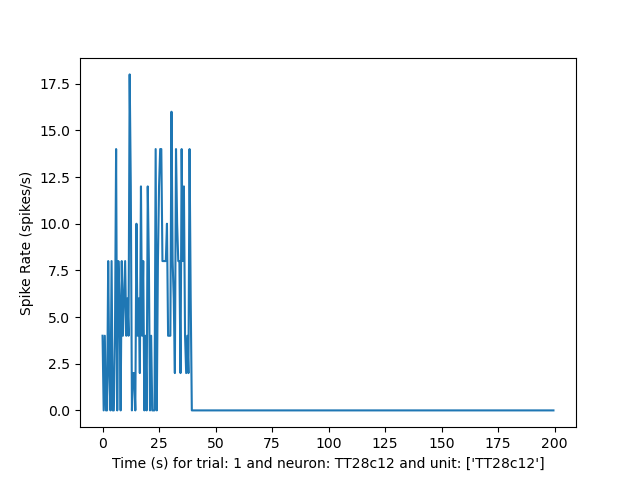 17.5
15.0
12.5
10.0
7.5
5.0
2.5
0.0
Spike Rate (spikes/s)
0 25 50 75 100 125 150 175 200
Time (s) for trial: 1 and neuron: TT28c12 and unit: ['TT28c12']